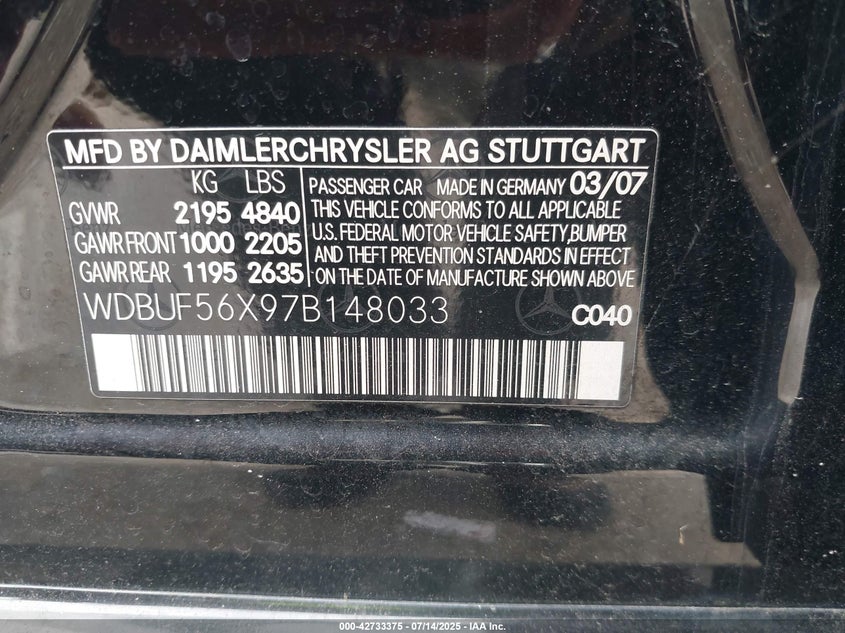 MFD BY DAIMLERCHRYSLER AG STUTTGART
KG LBS
GVWR 2195 4840
GAWR FRONT 1000 2205
GAWR REAR 1195 2635
PASSENGER CAR MADE IN GERMANY 03/07
THIS VEHICLE CONFORMS TO ALL APPLICABLE
U.S. FEDERAL MOTOR VEHICLE SAFETY,BUMPER
AND THEFT PREVENTION STANDARDS IN EFFECT
ON THE DATE OF MANUFACTURE SHOWN ABOVE
WDBUF56X97B148033 C040
000-42733375 - 07/14/2025 - IAA Inc.